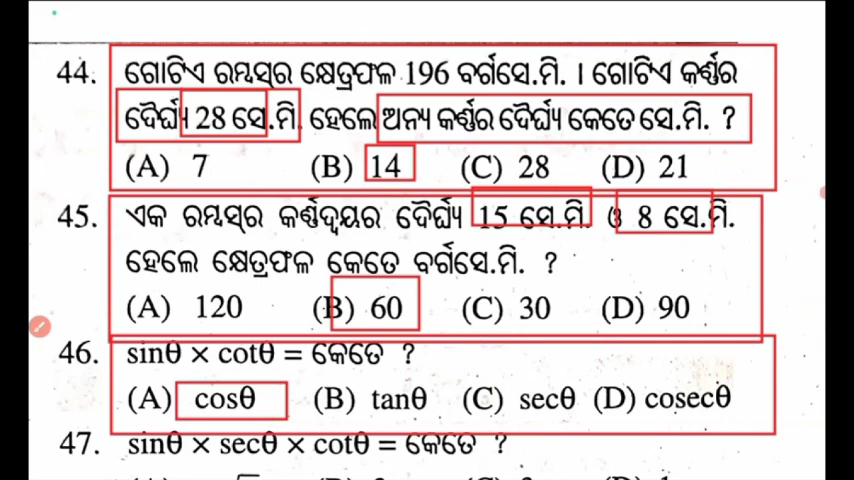 44. ଗୋଟିଏ ରମ୍ବସ୍‌ର କ୍ଷେତ୍ରଫଳ 196 ବର୍ଗସେ.ମି. । ଗୋଟିଏ କର୍ଣ୍ଣର
ଦୈର୍ଘ୍ୟ 28 ସେ.ମି. ହେଲେ ଅନ୍ୟ କର୍ଣ୍ଣର ଦୈର୍ଘ୍ୟ କେତେ ସେ.ମି. ?
(A) 7 (B) 14 (C) 28 (D) 21
45. ଏକ ରମ୍ବସ୍‌ର କର୍ଣ୍ଣଦ୍ୱୟର ଦୈର୍ଘ୍ୟ 15 ସେ.ମି. ଓ 8 ସେ.ମି.
ହେଲେ କ୍ଷେତ୍ରଫଳ କେତେ ବର୍ଗସେ.ମି. ?
(A) 120 (B) 60 (C) 30 (D) 90
46. sinθ × cotθ = କେତେ ?
(A) cosθ (B) tanθ (C) secθ (D) cosecθ
47. sinθ × secθ × cotθ = କେତେ ?